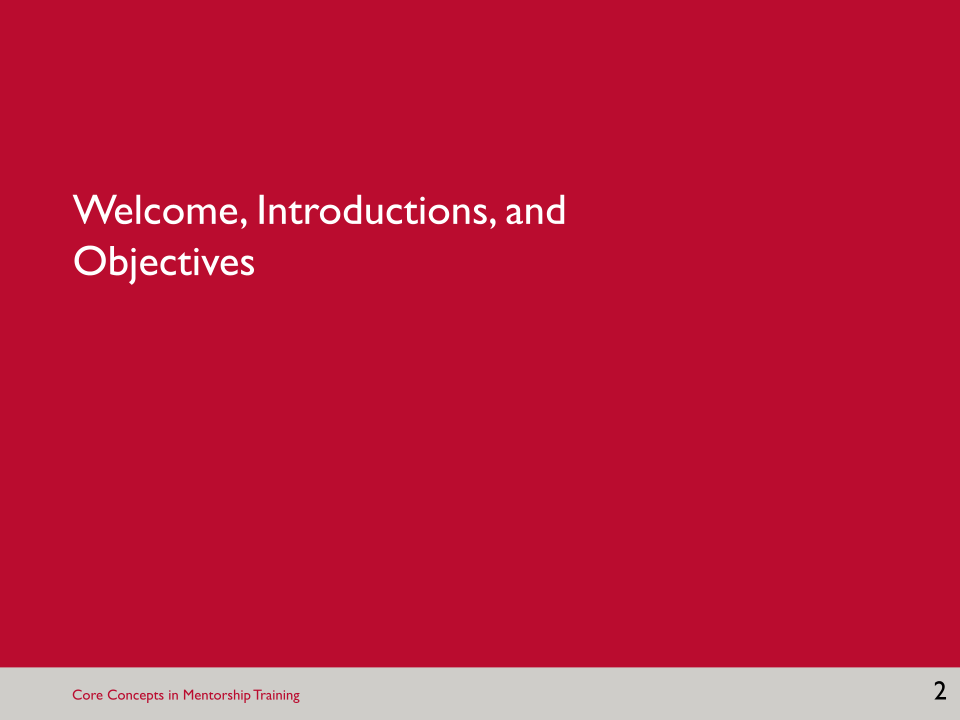 Welcome, Introductions, and
Objectives
Core Concepts in Mentorship Training
2